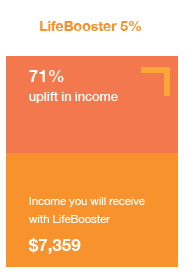 LifeBooster 5%
71%
uplift in income
Income you will receive
with LifeBooster
$7,359